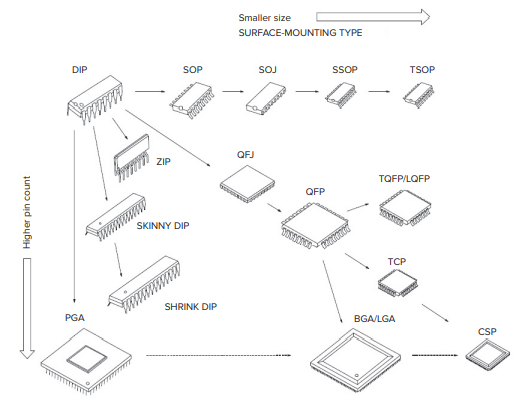 Smaller size
SURFACE-MOUNTING TYPE
DIP
SOP
SOJ
SSOP
TSOP
ZIP
QFJ
QFP
TQFP/LQFP
Higher pin count
SKINNY DIP
TCP
SHRINK DIP
PGA
BGA/LGA
CSP